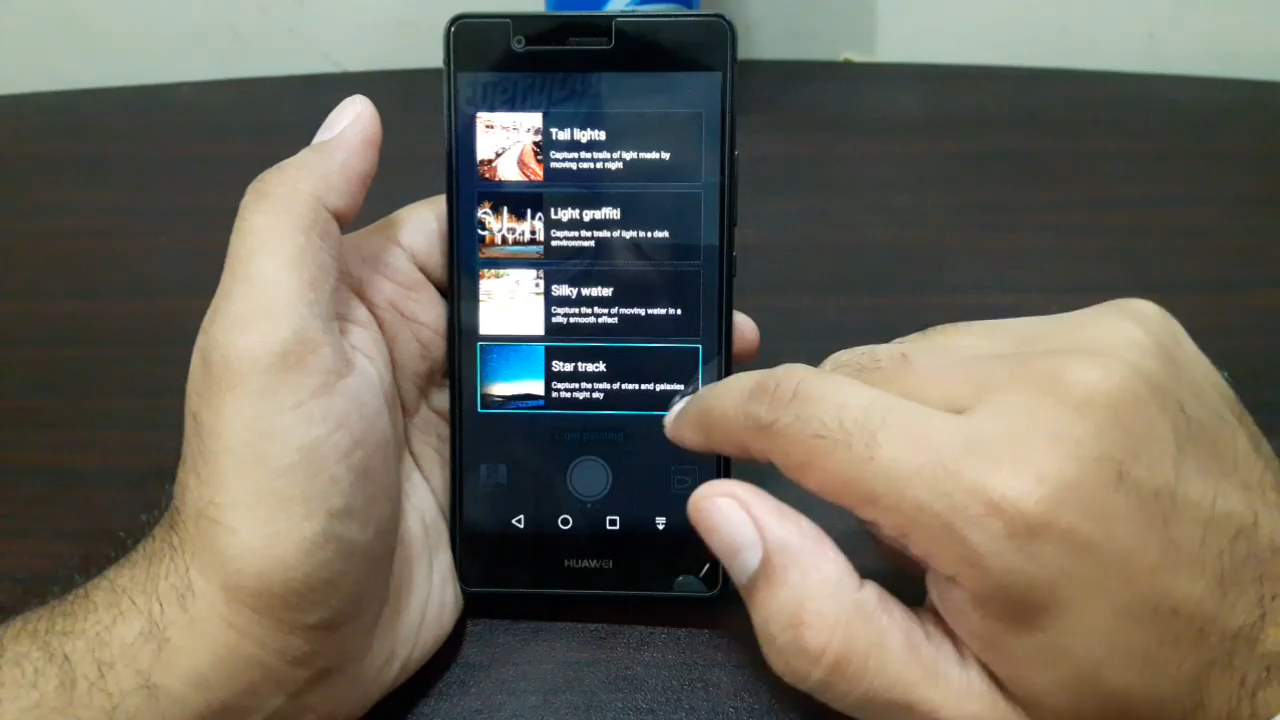 Tail lights
Capture the trails of light made by
moving cars at night
Light graffiti
Capture the trails of light in a dark
environment
Silky water
Capture the flow of moving water in a
silky smooth effect
Star track
Capture the trails of stars and galaxies
in the night sky
Light painting
HUAWEI